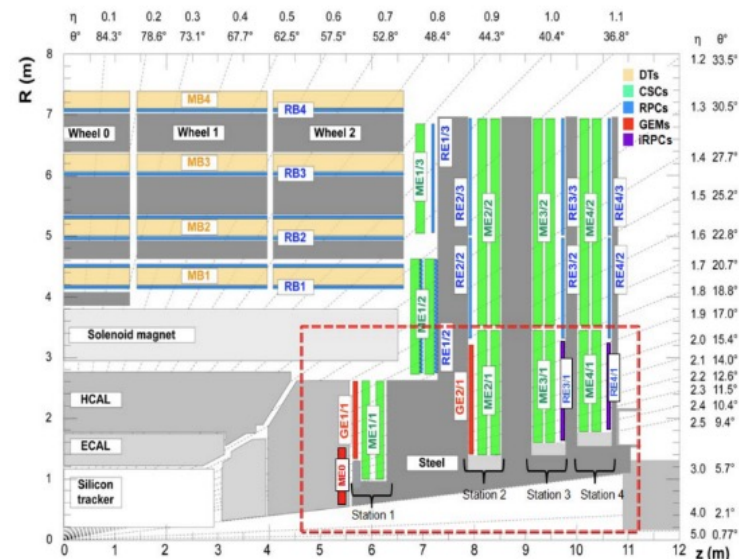 η 0.1 0.2 0.3 0.4 0.5 0.6 0.7 0.8 0.9 1.0 1.1
θ° 84.3° 78.6° 73.1° 67.7° 62.5° 57.5° 52.8° 48.4° 44.3° 40.4° 36.8° η θ°
R (m)
8
7
6
5
4
3
2
1
0
1.2 33.5°
1.3 30.5°
1.4 27.7°
1.5 25.2°
1.6 22.8°
1.7 20.7°
1.8 18.8°
1.9 17.0°
2.0 15.4°
2.1 14.0°
2.2 12.6°
2.3 11.5°
2.4 10.4°
2.5 9.4°
3.0 5.7°
4.0 2.1°
5.0 0.77°
DTs
CSCs
RPCs
GEMs
iRPCs
MB4
RB4
Wheel 0 Wheel 1 Wheel 2
MB3
RB3
MB2
RB2
MB1
RB1
Solenoid magnet
HCAL
ECAL
Silicon
tracker
Steel
ME1/3
RE1/3
ME1/2
RE1/2
RE2/3
RE2/2
ME2/2
ME3/2
RE3/3
RE3/2
ME4/2
RE4/3
RE4/2
GE1/1
ME1/1
ME0
GE2/1
ME2/1
ME3/1
RE3/1
ME4/1
RE4/1
Station 1
Station 2
Station 3
Station 4
0 1 2 3 4 5 6 7 8 9 10 11 12
z (m)